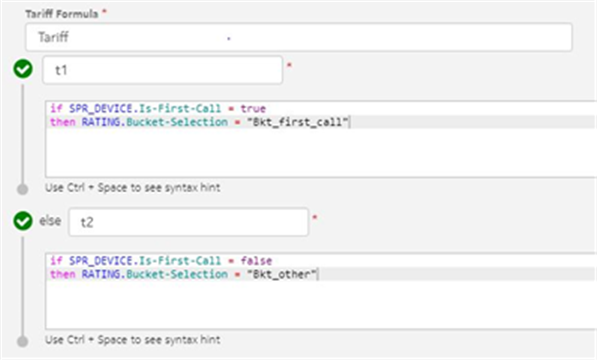 Tariff Formula *
Tariff
t1 *
if SPR_DEVICE.Is-First-Call = true
then RATING.Bucket-Selection = "Bkt_first_call"
Use Ctrl + Space to see syntax hint
else t2 *
if SPR_DEVICE.Is-First-Call = false
then RATING.Bucket-Selection = "Bkt_other"
Use Ctrl + Space to see syntax hint